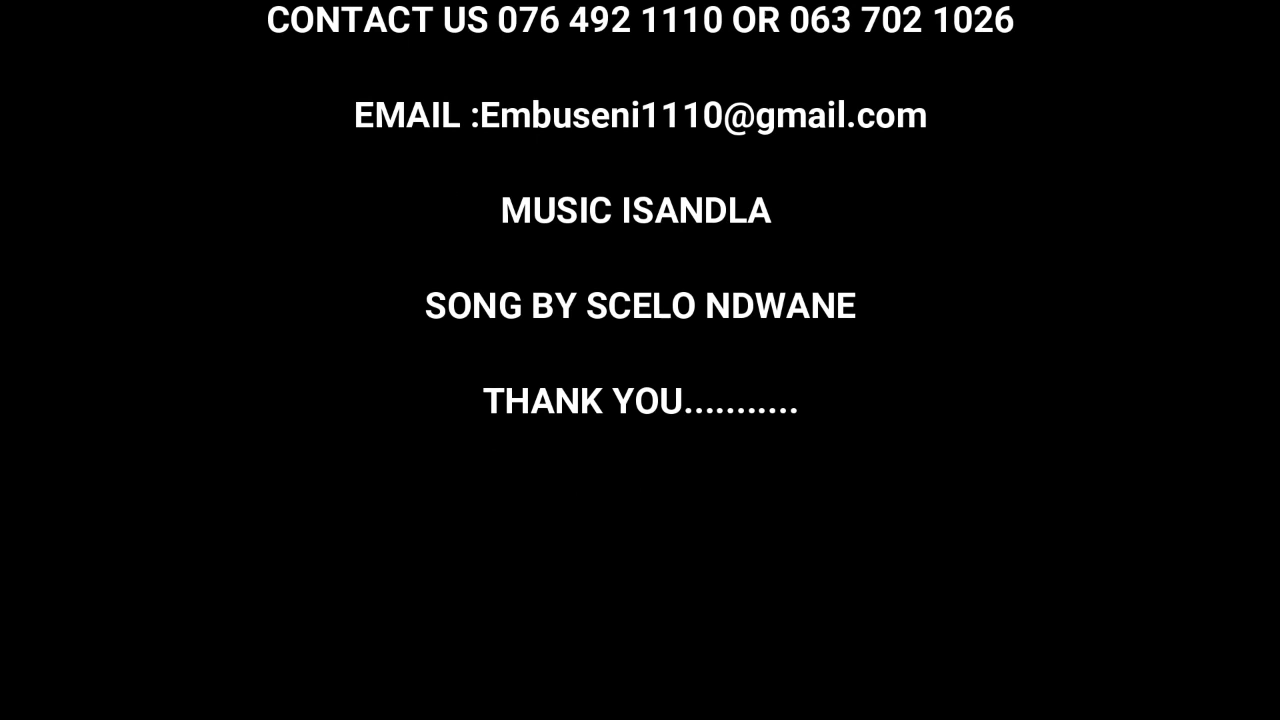 CONTACT US 076 492 1110 OR 063 702 1026
EMAIL :Embuseni1110@gmail.com
MUSIC ISANDLA
SONG BY SCELO NDWANE
THANK YOU...........